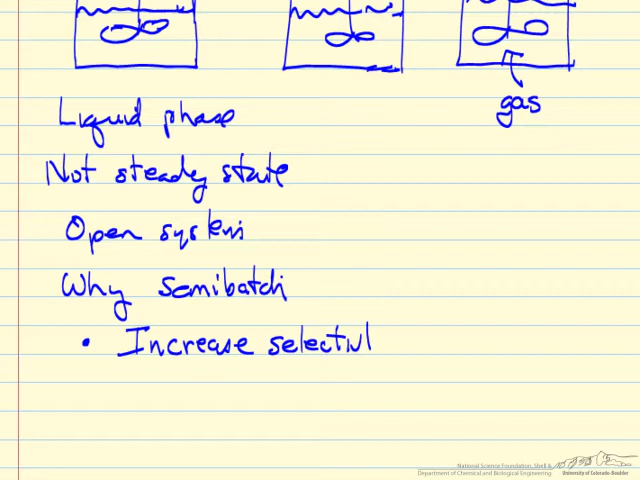 gas
Liquid phase
Not steady state
Open system
Why semibatch
• Increase selectivi
National Science Foundation, Shell &
Department of Chemical and Biological Engineering
University of Colorado-Boulder